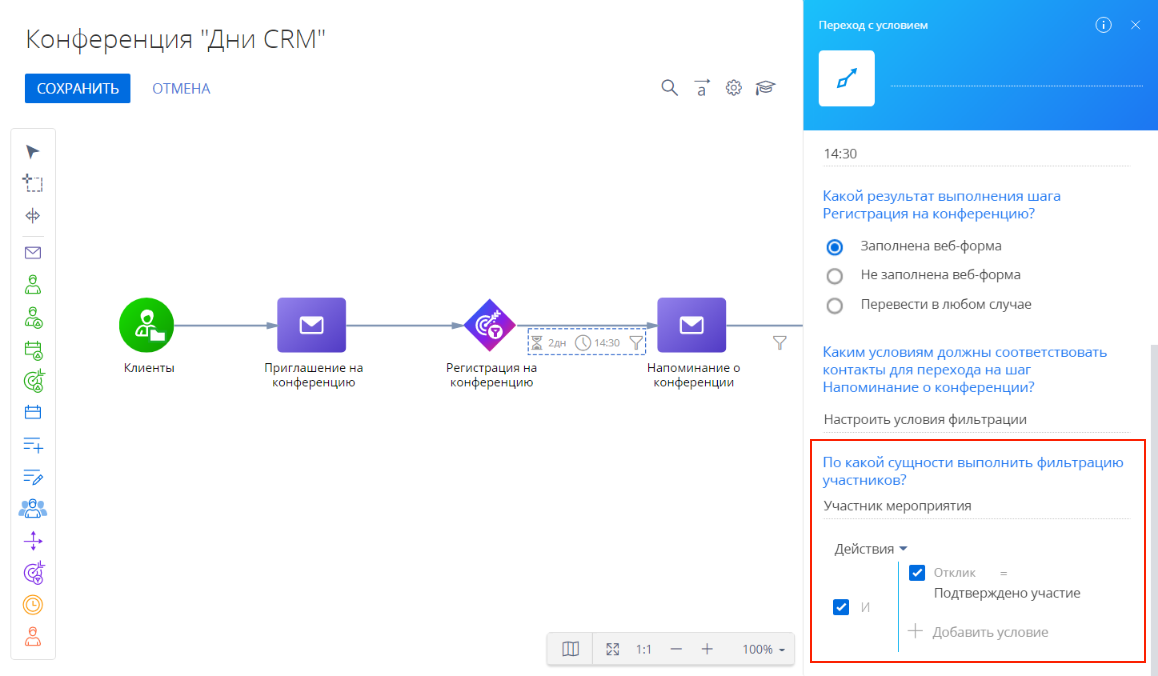 Конференция "Дни CRM"
СОХРАНИТЬ
ОТМЕНА
a
Клиенты
Приглашение на
конференцию
Регистрация на
конференцию
2дн
14:30
Напоминание о
конференции
1:1
100%
Переход с условием
i
14:30
Какой результат выполнения шага
Регистрация на конференцию?
Заполнена веб-форма
Не заполнена веб-форма
Перевести в любом случае
Каким условиям должны соответствовать
контакты для перехода на шаг
Напоминание о конференции?
Настроить условия фильтрации
По какой сущности выполнить фильтрацию
участников?
Участник мероприятия
Действия
Отклик =
Подтверждено участие
И
Добавить условие